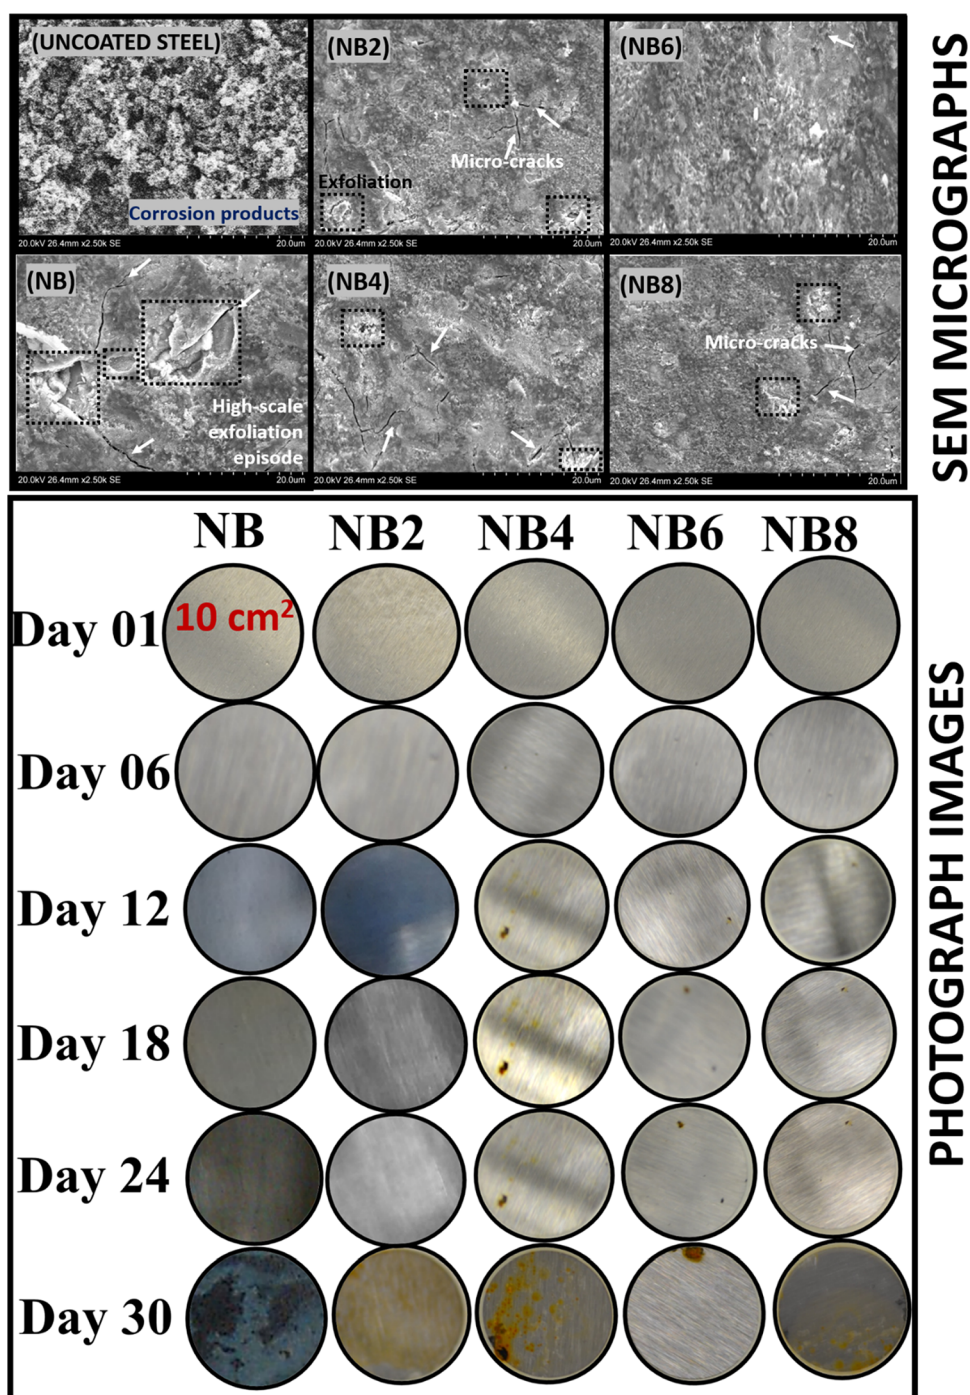 (UNCOATED STEEL)
Corrosion products
20.0kV 26.4mm x2.50k SE
20.0um
(NB2)
Micro-cracks
Exfoliation
20.0kV 26.4mm x2.50k SE
20.0um
(NB6)
20.0kV 26.4mm x2.50k SE
20.0um
(NB)
High-scale
exfoliation
episode
20.0kV 26.4mm x2.50k SE
20.0um
(NB4)
20.0kV 26.4mm x2.50k SE
20.0um
(NB8)
Micro-cracks
20.0kV 26.4mm x2.50k SE
20.0um
SEM MICROGRAPHS
NB NB2 NB4 NB6 NB8
Day 01
10 cm²
Day 06
Day 12
Day 18
Day 24
Day 30
PHOTOGRAPH IMAGES